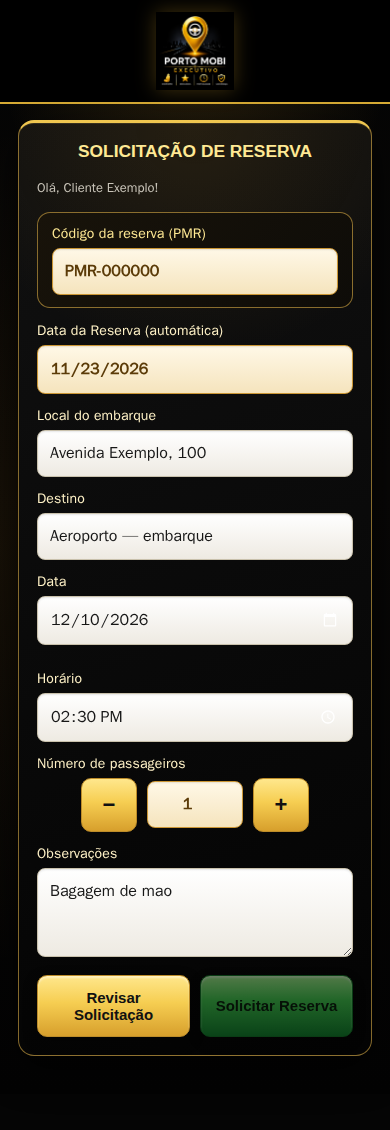 PORTO MOBI
EXECUTIVO
SOLICITAÇÃO DE RESERVA
Olá, Cliente Exemplo!
Código da reserva (PMR)
PMR-000000
Data da Reserva (automática)
11/23/2026
Local do embarque
Avenida Exemplo, 100
Destino
Aeroporto — embarque
Data
12/10/2026
Horário
02:30 PM
Número de passageiros
− 1 +
Observações
Bagagem de mao
Revisar
Solicitação
Solicitar Reserva